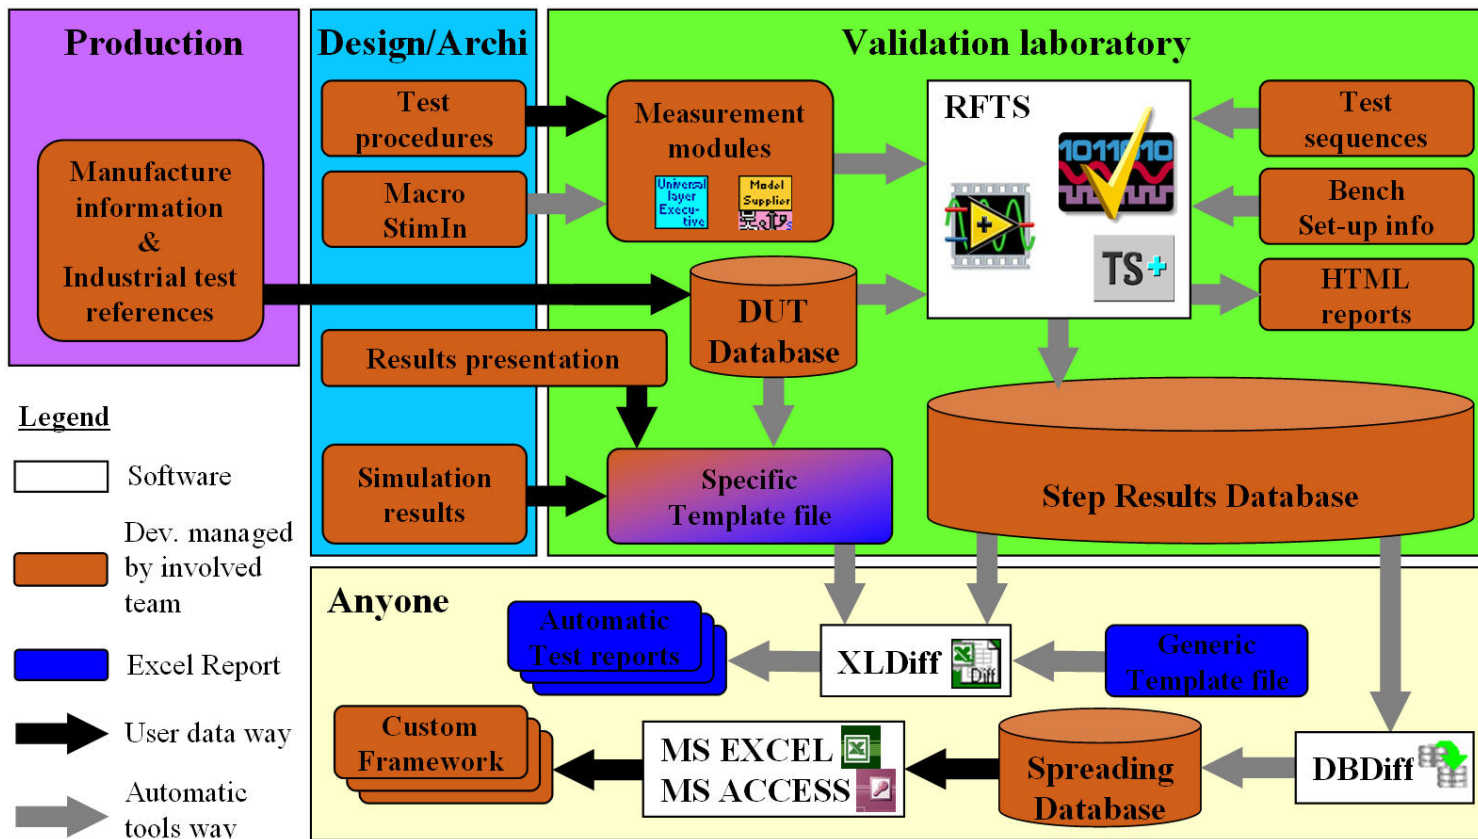 Production
Design/Archi
Validation laboratory
Manufacture
information
&
Industrial test
references
Test
procedures
Macro
StimIn
Results presentation
Simulation
results
Measurement
modules
Universal
layer
Execu-
tive
Model
Supplier
DUT
Database
Specific
Template file
RFTS
1011010
TS+
Test
sequences
Bench
Set-up info
HTML
reports
Step Results Database
Legend
Software
Dev. managed
by involved
team
Excel Report
User data way
Automatic
tools way
Anyone
Automatic
Test reports
XLDiff
Diff
Generic
Template file
Custom
Framework
MS EXCEL
MS ACCESS
Spreading
Database
DBDiff